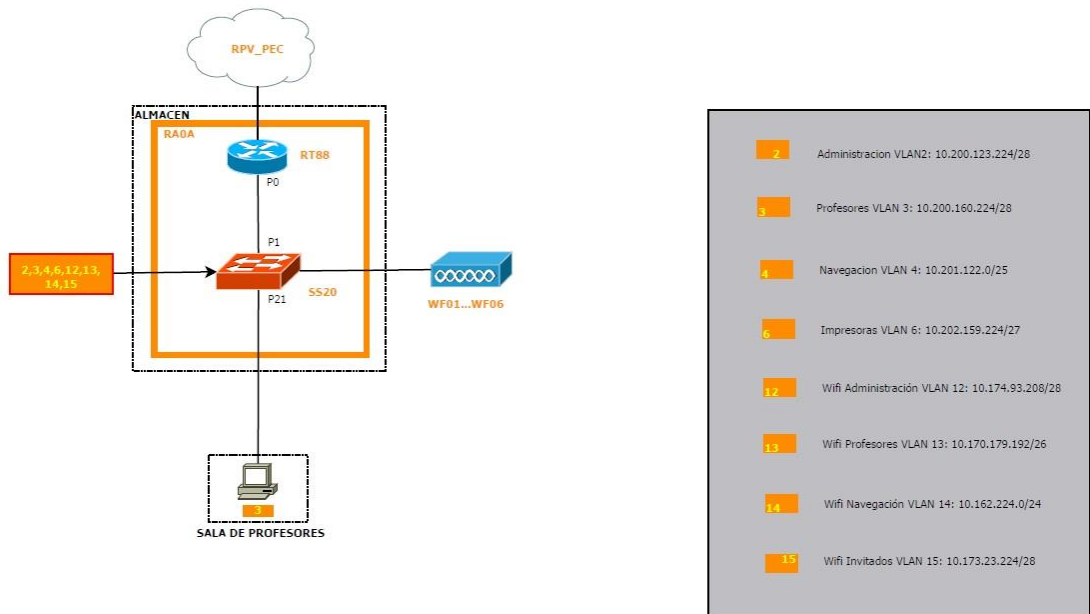 RPV_PEC
ALMACEN
RA0A
RT88
P0
P1
2,3,4,6,12,13,
14,15
SS20
P21
WF01...WF06
3
SALA DE PROFESORES
2 Administracion VLAN2: 10.200.123.224/28
3 Profesores VLAN 3: 10.200.160.224/28
4 Navegacion VLAN 4: 10.201.122.0/25
6 Impresoras VLAN 6: 10.202.159.224/27
12 Wifi Administración VLAN 12: 10.174.93.208/28
13 Wifi Profesores VLAN 13: 10.170.179.192/26
14 Wifi Navegación VLAN 14: 10.162.224.0/24
15 Wifi Invitados VLAN 15: 10.173.23.224/28